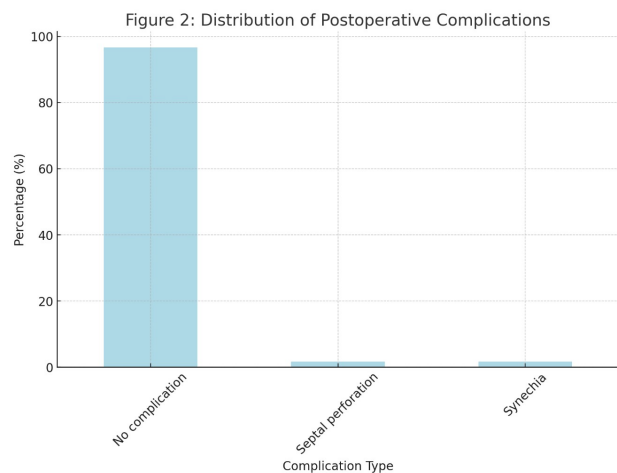 Figure 2: Distribution of Postoperative Complications
100
80
60
40
20
0
Percentage (%)
No complication
Septal perforation
Synechia
Complication Type